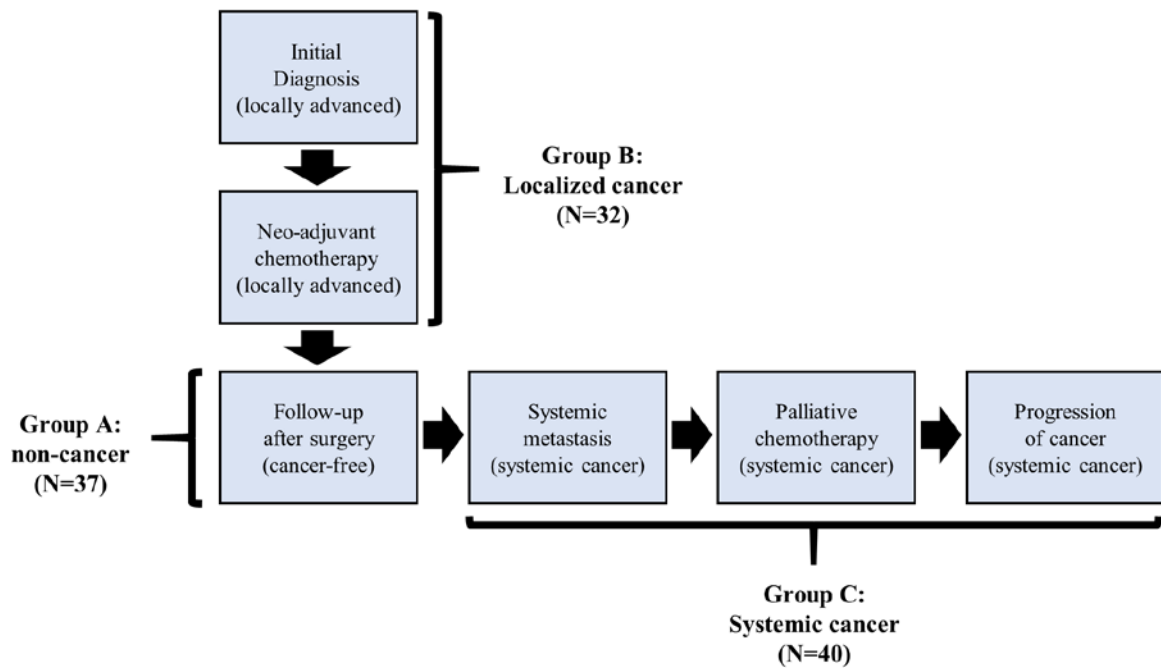 Initial
Diagnosis
(locally advanced)
Group B:
Localized cancer
(N=32)
Neo-adjuvant
chemotherapy
(locally advanced)
Group A:
non-cancer
(N=37)
Follow-up
after surgery
(cancer-free)
Systemic
metastasis
(systemic cancer)
Palliative
chemotherapy
(systemic cancer)
Progression
of cancer
(systemic cancer)
Group C:
Systemic cancer
(N=40)